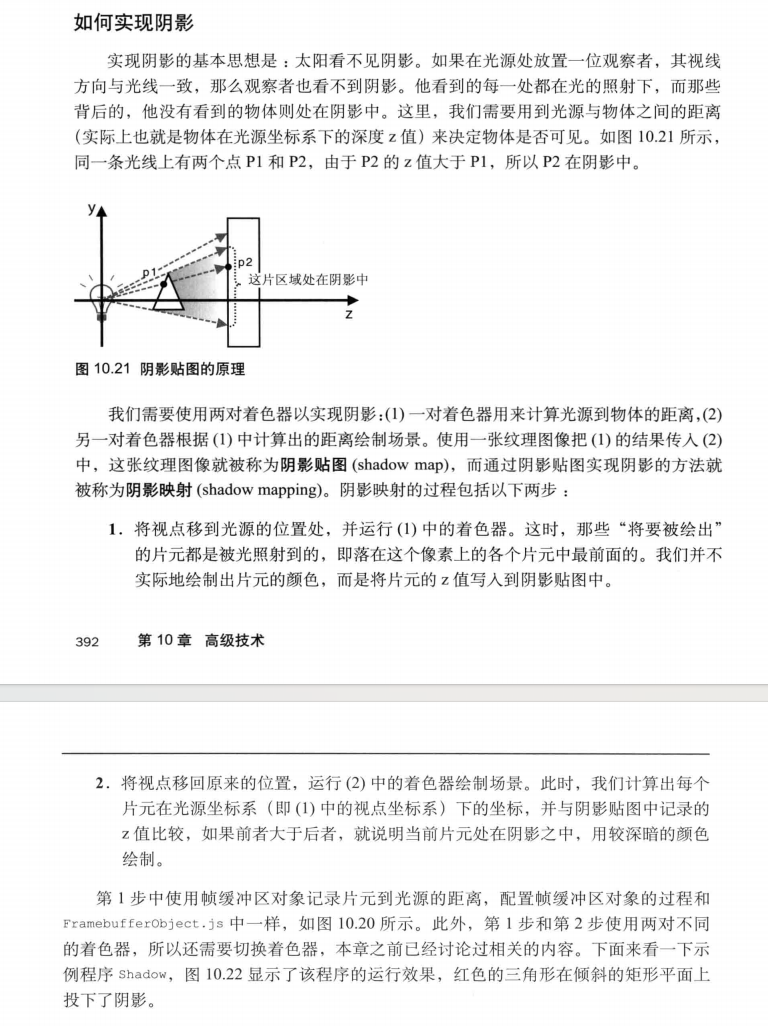 如何实现阴影
实现阴影的基本思想是：太阳看不见阴影。如果在光源处放置一位观察者，其视线
方向与光线一致，那么观察者也看不到阴影。他看到的每一处都在光的照射下，而那些
背后的，他没有看到的物体则处在阴影中。这里，我们需要用到光源与物体之间的距离
(实际上也就是物体在光源坐标系下的深度 z 值) 来决定物体是否可见。如图 10.21 所示，
同一条光线上有两个点 P1 和 P2，由于 P2 的 z 值大于 P1，所以 P2 在阴影中。
y
p1
p2
这片区域处在阴影中
z
图 10.21 阴影贴图的原理
我们需要使用两对着色器以实现阴影：(1) 一对着色器用来计算光源到物体的距离，(2)
另一对着色器根据 (1) 中计算出的距离绘制场景。使用一张纹理图像把 (1) 的结果传入 (2)
中，这张纹理图像就被称为阴影贴图 (shadow map)，而通过阴影贴图实现阴影的方法就
被称为阴影映射 (shadow mapping)。阴影映射的过程包括以下两步：
1. 将视点移到光源的位置处，并运行 (1) 中的着色器。这时，那些“将要被绘出”
的片元都是被光照射到的，即落在这个像素上的各个片元中最前面的。我们并不
实际地绘制出片元的颜色，而是将片元的 z 值写入到阴影贴图中。
392 第 10 章 高级技术
2. 将视点移回原来的位置，运行 (2) 中的着色器绘制场景。此时，我们计算出每个
片元在光源坐标系（即 (1) 中的视点坐标系）下的坐标，并与阴影贴图中记录的
z 值比较，如果前者大于后者，就说明当前片元处在阴影之中，用较深暗的颜色
绘制。
第 1 步中使用帧缓冲区对象记录片元到光源的距离，配置帧缓冲区对象的过程和
FramebufferObject.js 中一样，如图 10.20 所示。此外，第 1 步和第 2 步使用两对不同
的着色器，所以还需要切换着色器，本章之前已经讨论过相关的内容。下面来看一下示
例程序 Shadow，图 10.22 显示了该程序的运行效果，红色的三角形在倾斜的矩形平面上
投下了阴影。